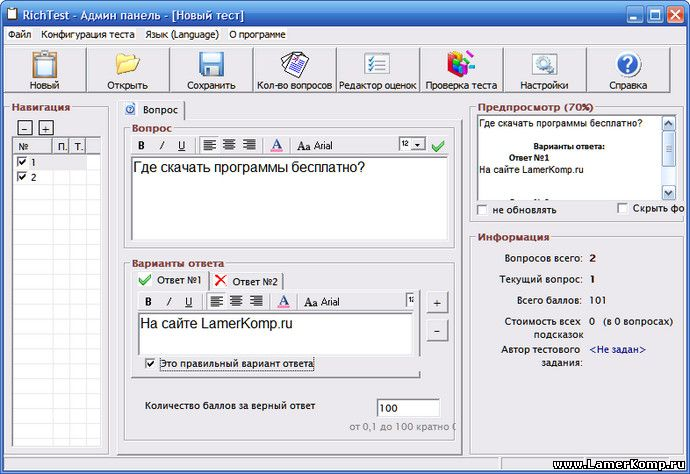 RichTest - Админ панель - [Новый тест]
Файл Конфигурация теста Язык (Language) О программе
Новый Открыть Сохранить Кол-во вопросов Редактор оценок Проверка теста Настройки Справка
Навигация
- +
№ П. Т.
1
2
Вопрос
Вопрос
B I U A Aa Arial 12
Где скачать программы бесплатно?
Варианты ответа
Ответ №1 Ответ №2
B I U A Aa Arial 12
+
На сайте LamerKomp.ru
-
Это правильный вариант ответа
Количество баллов за верный ответ 100
от 0,1 до 100 кратно 0
Предпросмотр (70%)
Где скачать программы бесплатно?
Варианты ответа:
Ответ №1
На сайте LamerKomp.ru
не обновлять Скрыть фо
Информация
Вопросов всего: 2
Текущий вопрос: 1
Всего баллов: 101
Стоимость всех подсказок 0 (в 0 вопросах)
Автор тестового задания: <Не задан>
www.LamerKomp.ru